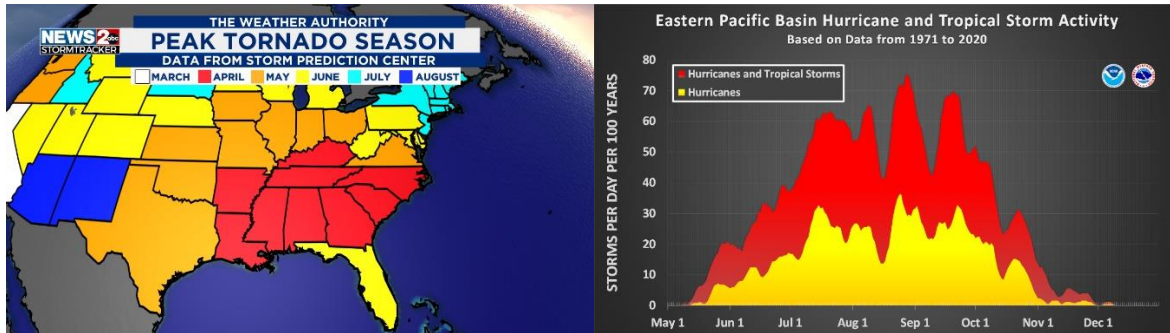 THE WEATHER AUTHORITY
NEWS 2 abc
STORMTRACKER
PEAK TORNADO SEASON
DATA FROM STORM PREDICTION CENTER
MARCH APRIL MAY JUNE JULY AUGUST
Eastern Pacific Basin Hurricane and Tropical Storm Activity
Based on Data from 1971 to 2020
STORMS PER DAY PER 100 YEARS
80
70
60
50
40
30
20
10
0
Hurricanes and Tropical Storms
Hurricanes
May 1 Jun 1 Jul 1 Aug 1 Sep 1 Oct 1 Nov 1 Dec 1